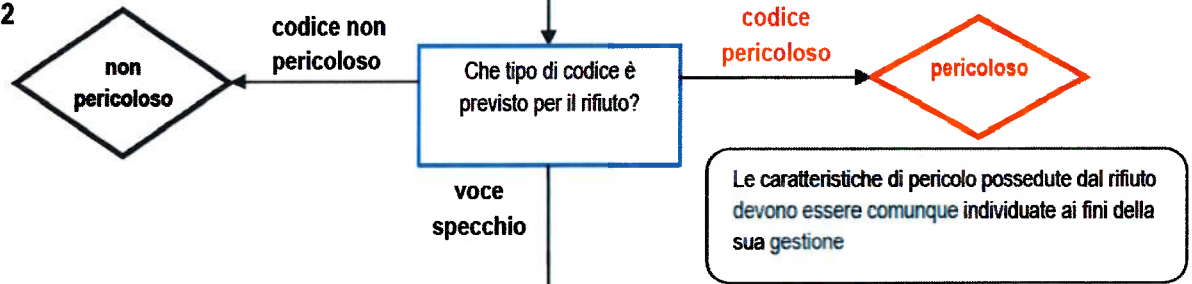 2
codice non
pericoloso
non
pericoloso
Che tipo di codice è
previsto per il rifiuto?
codice
pericoloso
pericoloso
voce
specchio
Le caratteristiche di pericolo possedute dal rifiuto
devono essere comunque individuate ai fini della
sua gestione